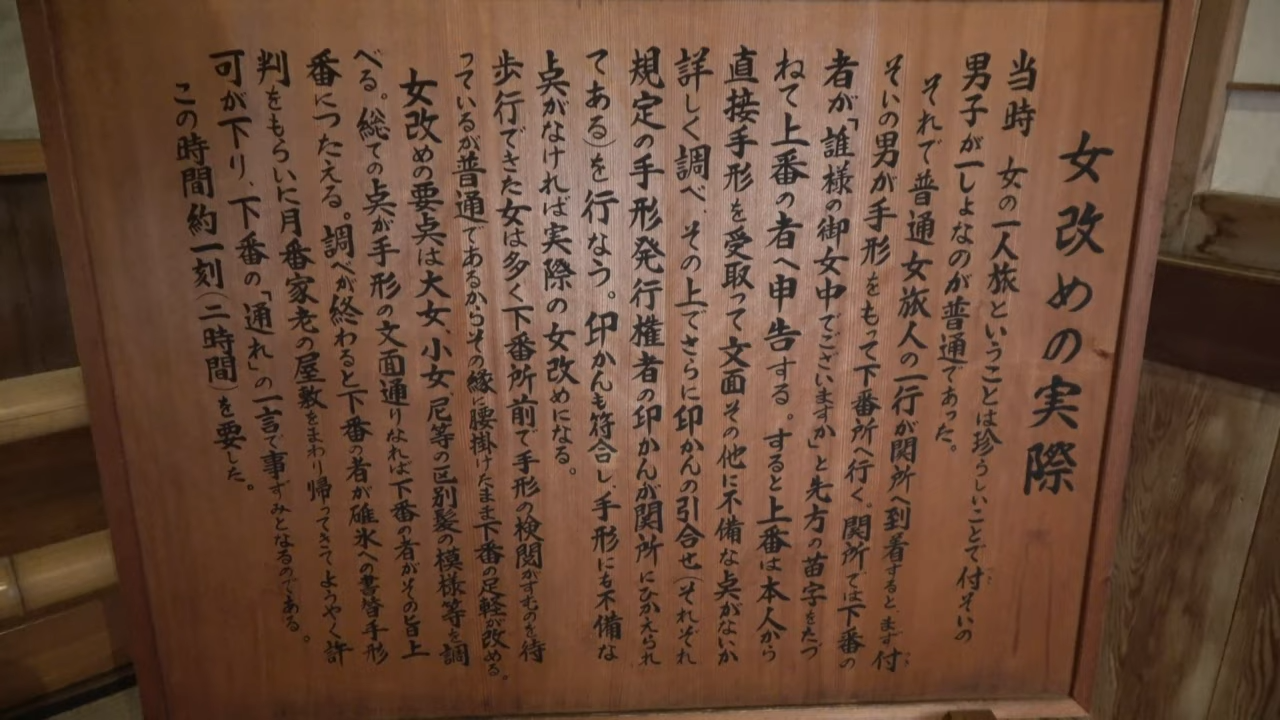 女改めの実際
当時 女の一人旅ということは珍らしいことで付そいの
男子が一しょなのが普通であった。
それで普通女旅人の一行が関所へ到着すると、まず付
そいの男が手形をもって下番所へ行く。関所では下番の
者が「誰様の御女中でございますか」と先方の苗字をたづ
ねて上番の者へ申告する。すると上番は本人から
直接手形を受取って文面その他に不備な点がないか
詳しく調べ、その上でさらに印かんの引合せ(それぞれ
規定の手形発行権者の印かんが関所にひかえられ
てある)を行なう。印かんも符合し、手形にも不備な
点がなければ実際の女改めになる。
歩行できた女は多く下番所前で手形の検閲がすむのを待
っているが普通であるからその縁に腰掛けたまま下番の足軽が改める。
女改めの要点は大女、小女、尼等の区別髪の模様等を調
べる。総ての点が手形の文面通りなれは下番の者がその旨上
番につたえる。調べが終わると下番の者が碓氷への書替手形
判をもらいに月番家老の屋敷をまわり帰ってきてようやく許
可が下り、下番の「通れ」の一言で事ずみとなるのである。
この時間約一刻(二時間)を要した。